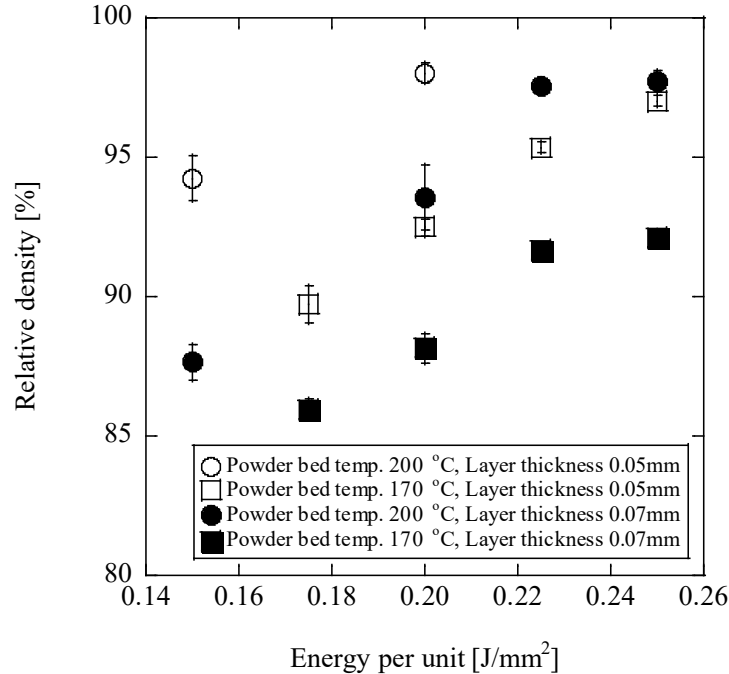 100
95
90
85
80
Relative density [%]
Powder bed temp. 200 °C, Layer thickness 0.05mm
Powder bed temp. 170 °C, Layer thickness 0.05mm
Powder bed temp. 200 °C, Layer thickness 0.07mm
Powder bed temp. 170 °C, Layer thickness 0.07mm
0.14 0.16 0.18 0.20 0.22 0.24 0.26
Energy per unit [J/mm²]